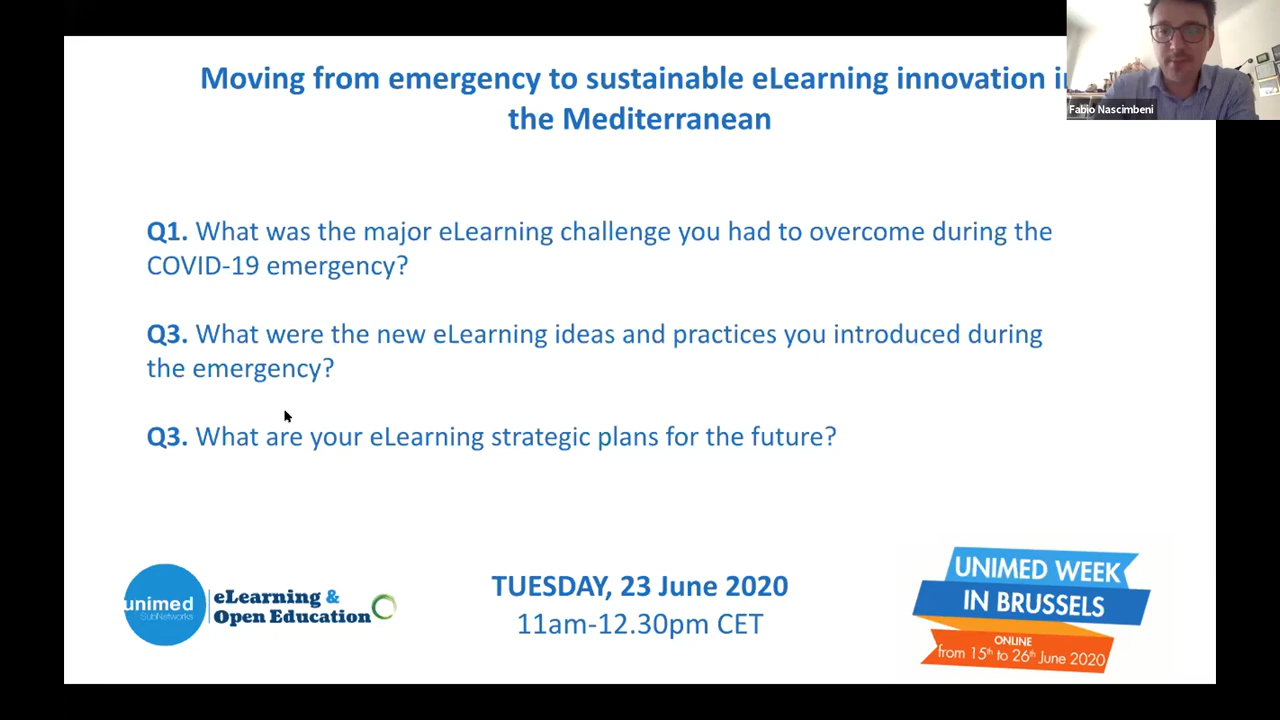 Moving from emergency to sustainable eLearning innovation in
the Mediterranean
Fabio Nascimbeni
Q1. What was the major eLearning challenge you had to overcome during the
COVID-19 emergency?
Q3. What were the new eLearning ideas and practices you introduced during
the emergency?
Q3. What are your eLearning strategic plans for the future?
unimed
SubNetworks
eLearning &
Open Education
TUESDAY, 23 June 2020
11am-12.30pm CET
UNIMED WEEK
IN BRUSSELS
ONLINE
from 15th to 26th June 2020